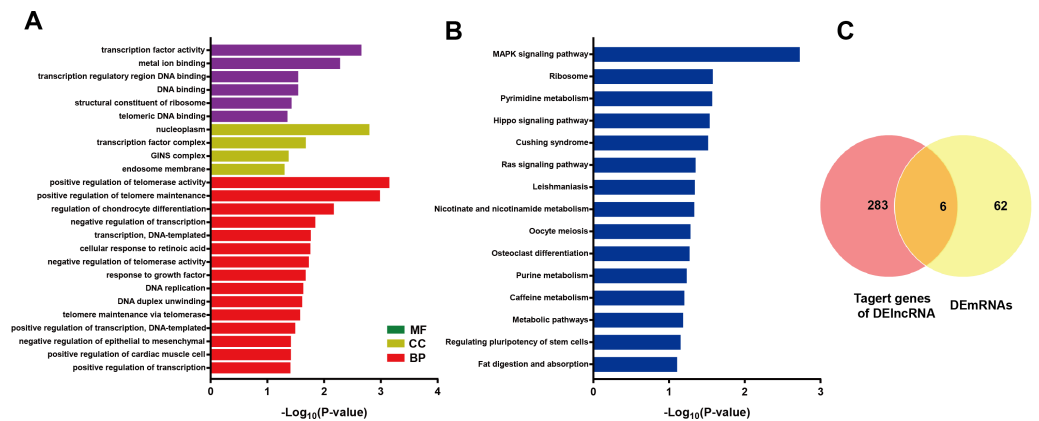 A
transcription factor activity
metal ion binding
transcription regulatory region DNA binding
DNA binding
structural constituent of ribosome
telomeric DNA binding
nucleoplasm
transcription factor complex
GINS complex
endosome membrane
positive regulation of telomerase activity
positive regulation of telomere maintenance
regulation of chondrocyte differentiation
negative regulation of transcription
transcription, DNA-templated
cellular response to retinoic acid
negative regulation of telomerase activity
response to growth factor
DNA replication
DNA duplex unwinding
telomere maintenance via telomerase
positive regulation of transcription, DNA-templated
negative regulation of epithelial to mesenchymal
positive regulation of cardiac muscle cell
positive regulation of transcription
MF
CC
BP
0 1 2 3 4
-Log10(P-value)
B
MAPK signaling pathway
Ribosome
Pyrimidine metabolism
Hippo signaling pathway
Cushing syndrome
Ras signaling pathway
Leishmaniasis
Nicotinate and nicotinamide metabolism
Oocyte meiosis
Osteoclast differentiation
Purine metabolism
Caffeine metabolism
Metabolic pathways
Regulating pluripotency of stem cells
Fat digestion and absorption
0 1 2 3
-Log10(P-value)
C
283 6 62
Tagert genes
of DElncRNA
DEmRNAs